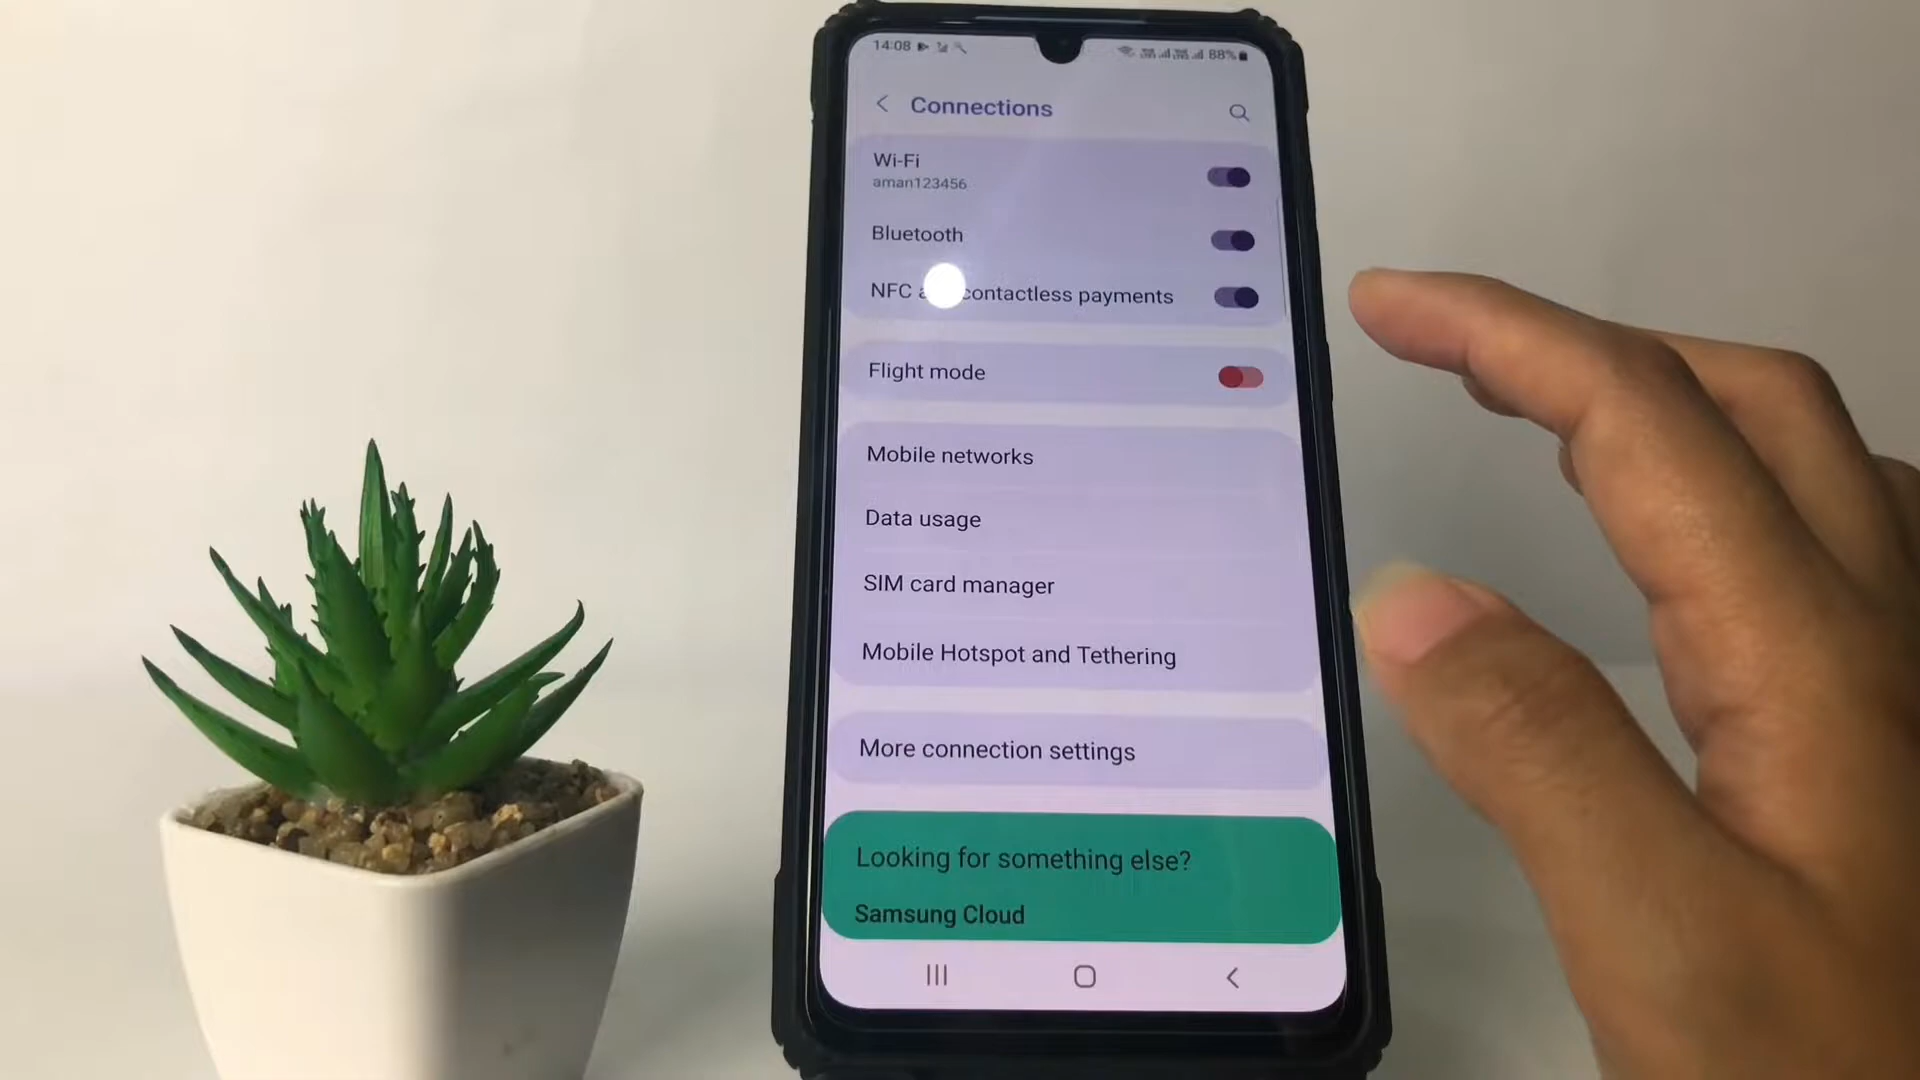 14:08
88%
Connections
Wi-Fi
aman123456
Bluetooth
NFC contactless payments
Flight mode
Mobile networks
Data usage
SIM card manager
Mobile Hotspot and Tethering
More connection settings
Looking for something else?
Samsung Cloud